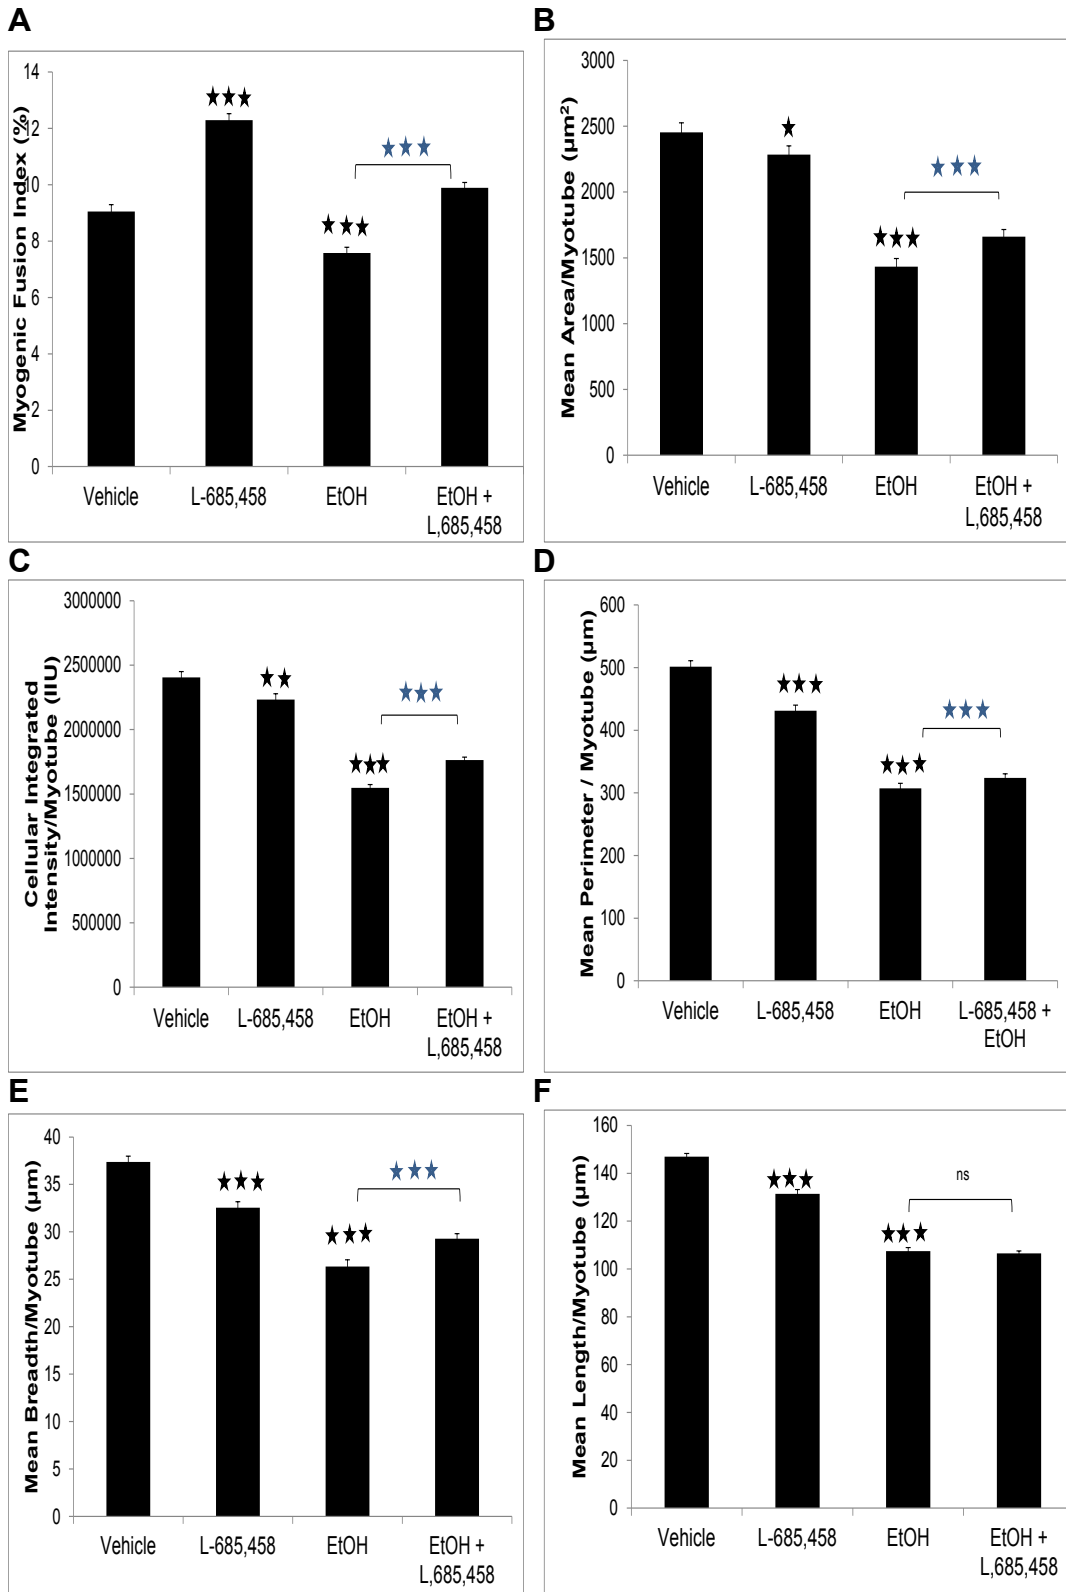 A
Myogenic Fusion Index (%)
14
12
10
8
6
4
2
0
★★★
★★★
★★★
Vehicle
L-685,458
EtOH
EtOH +
L,685,458
B
Mean Area/Myotube (µm²)
3000
2500
2000
1500
1000
500
0
★
★★★
★★★
Vehicle
L-685,458
EtOH
EtOH +
L,685,458
C
Cellular Integrated
Intensity/Myotube (IIU)
3000000
2500000
2000000
1500000
1000000
500000
0
★★
★★★
★★★
Vehicle
L-685,458
EtOH
EtOH +
L,685,458
D
Mean Perimeter / Myotube (µm)
600
500
400
300
200
100
0
★★★
★★★
★★★
Vehicle
L-685,458
EtOH
L-685,458 +
EtOH
E
Mean Breadth/Myotube (µm)
40
35
30
25
20
15
10
5
0
★★★
★★★
★★★
Vehicle
L-685,458
EtOH
EtOH +
L,685,458
F
Mean Length/Myotube (µm)
160
140
120
100
80
60
40
20
0
★★★
★★★
ns
Vehicle
L-685,458
EtOH
EtOH +
L,685,458